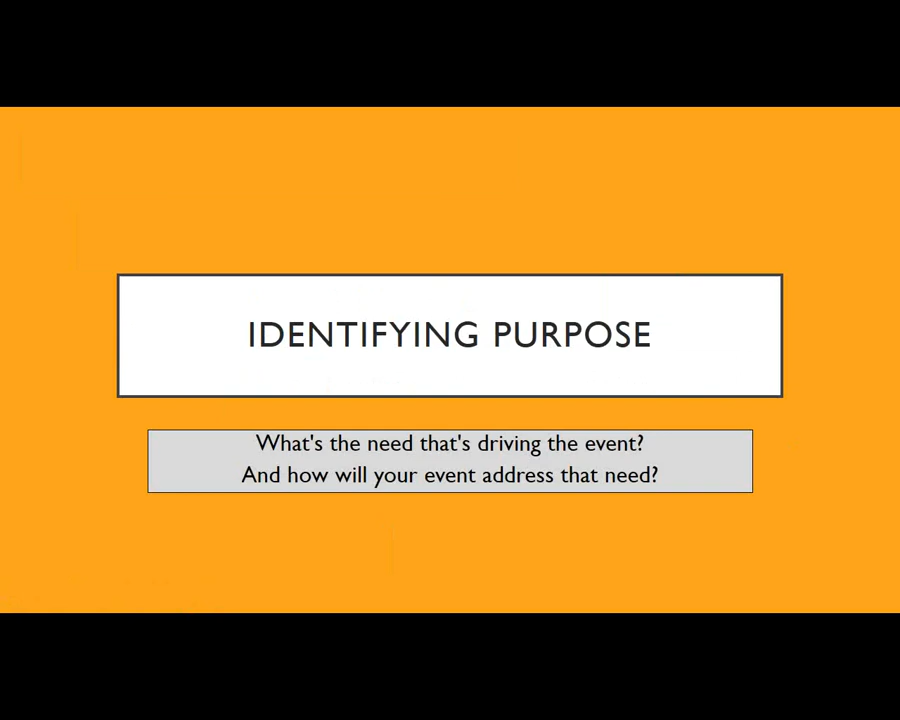 IDENTIFYING PURPOSE
What's the need that's driving the event?
And how will your event address that need?